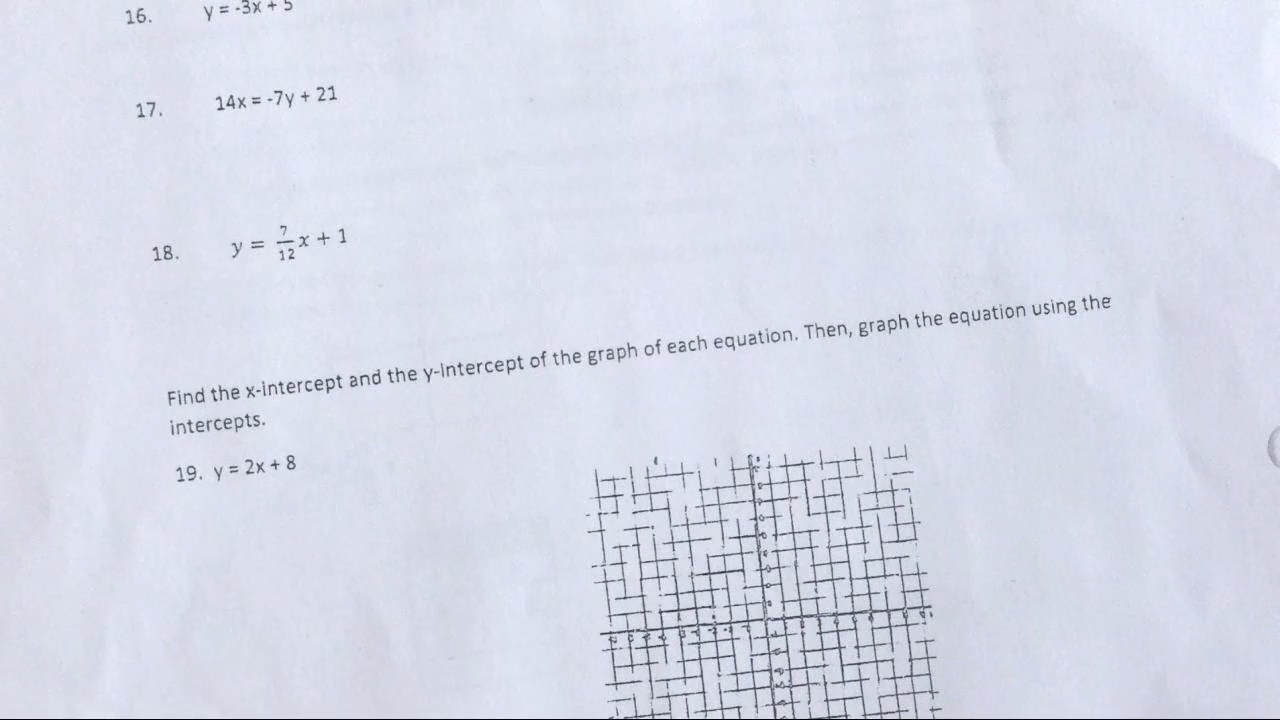 16. y = -3x + 5
17. 14x = -7y + 21
18. y = 7/12 x + 1
Find the x-intercept and the y-intercept of the graph of each equation. Then, graph the equation using the
intercepts.
19. y = 2x + 8